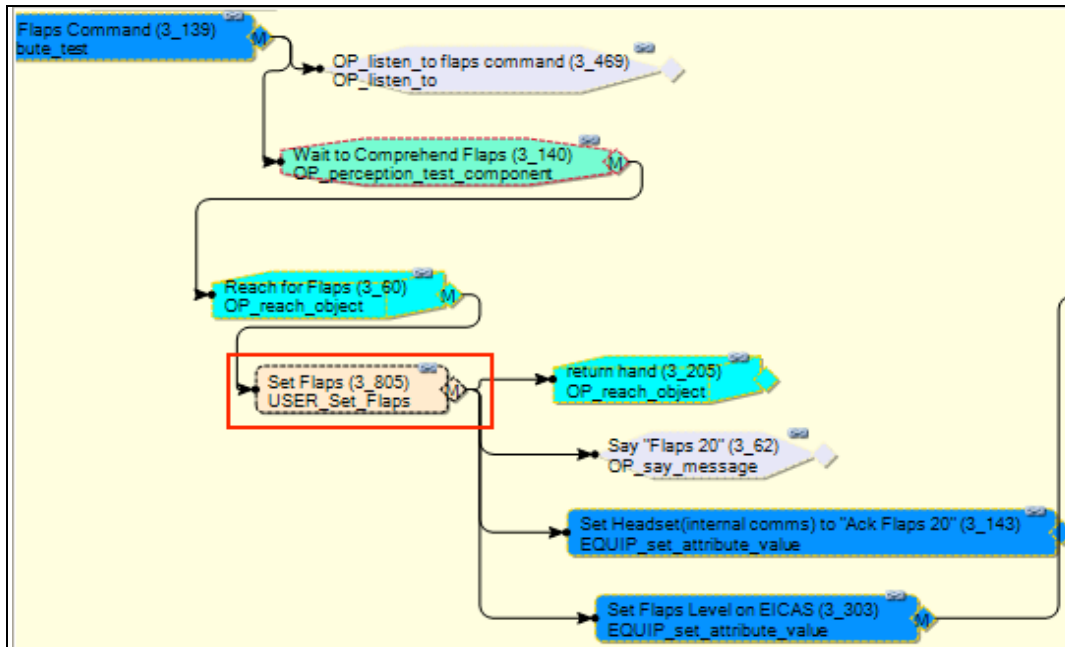 Flaps Command (3_139)
bute_test
M
OP_listen_to flaps command (3_469)
OP_listen_to
Wait to Comprehend Flaps (3_140)
OP_perception_test_component
M
Reach for Flaps (3_60)
OP_reach_object
M
Set Flaps (3_805)
USER_Set_Flaps
M
return hand (3_205)
OP_reach_object
Say "Flaps 20" (3_62)
OP_say_message
Set Headset(internal comms) to "Ack Flaps 20" (3_143)
EQUIP_set_attribute_value
Set Flaps Level on EICAS (3_303)
EQUIP_set_attribute_value
M